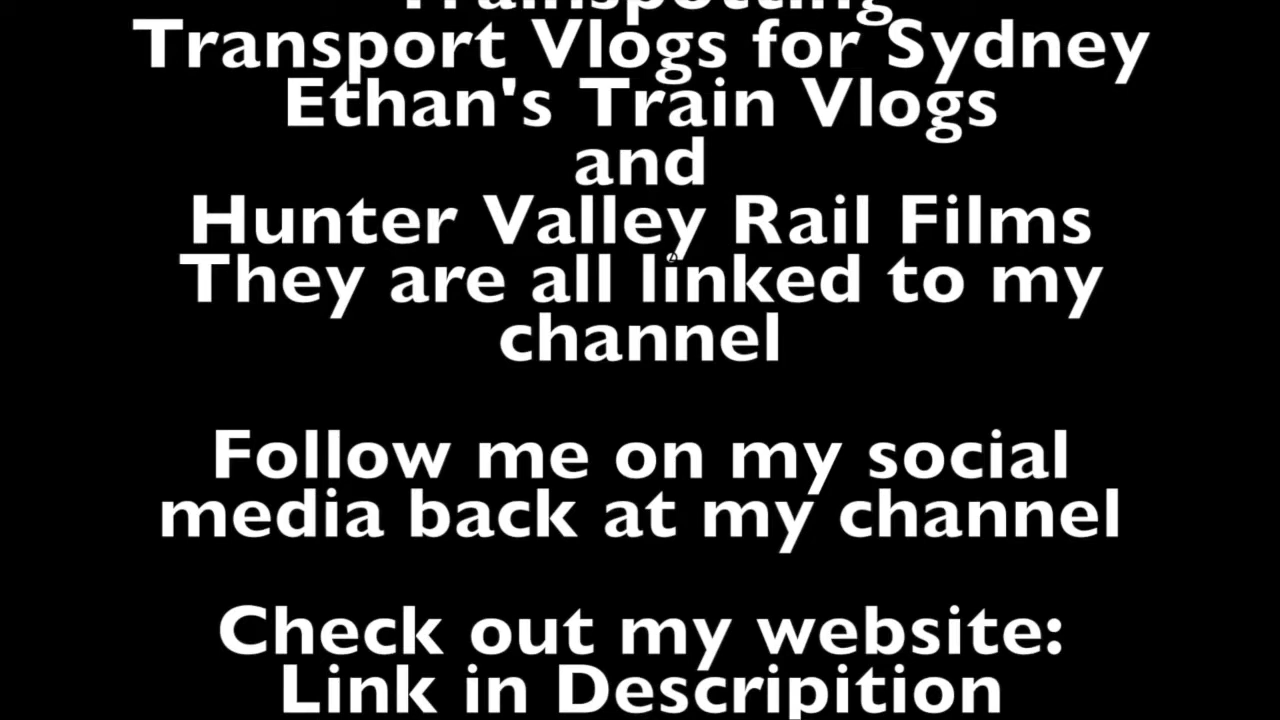 Trainspotting
Transport Vlogs for Sydney
Ethan's Train Vlogs
and
Hunter Valley Rail Films
They are all linked to my
channel
Follow me on my social
media back at my channel
Check out my website:
Link in Descripition